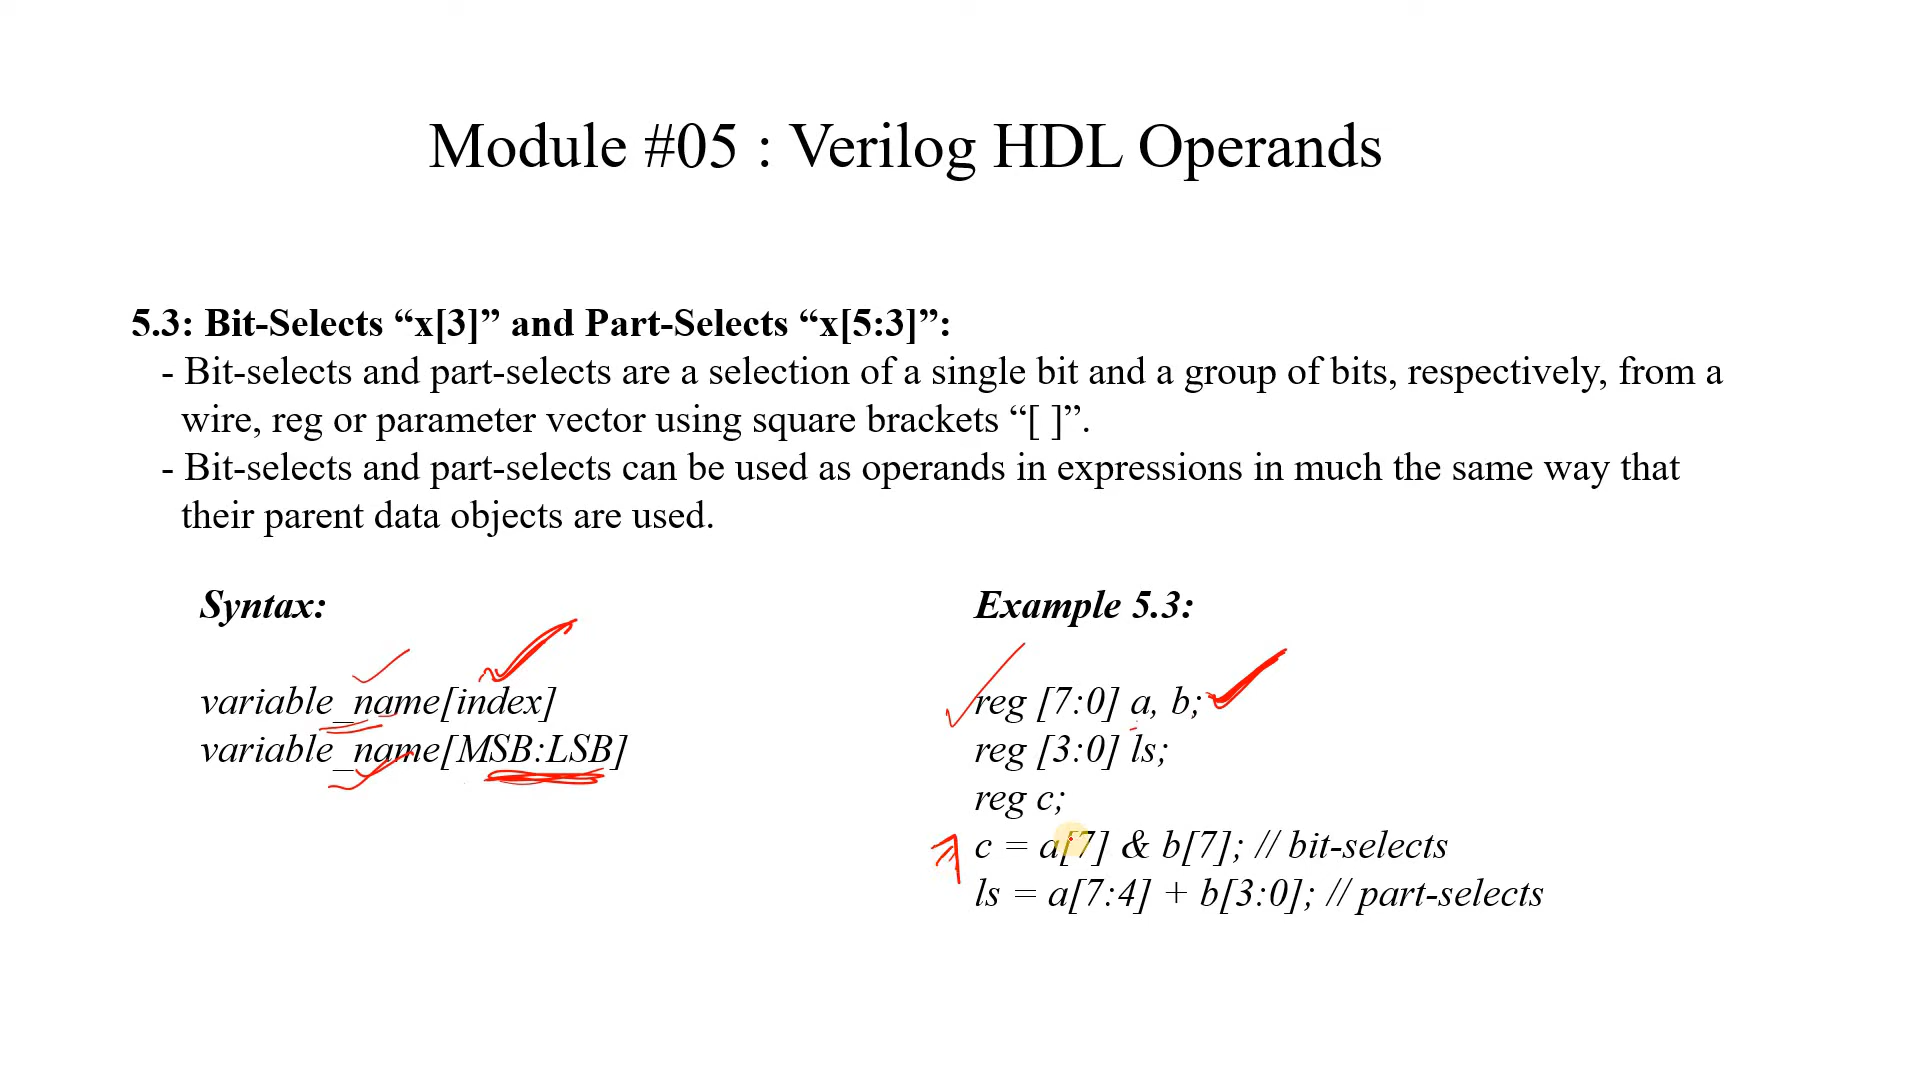 Module #05 : Verilog HDL Operands
5.3: Bit-Selects “x[3]” and Part-Selects “x[5:3]”:
- Bit-selects and part-selects are a selection of a single bit and a group of bits, respectively, from a
wire, reg or parameter vector using square brackets “[ ]”.
- Bit-selects and part-selects can be used as operands in expressions in much the same way that
their parent data objects are used.
Syntax:
variable_name[index]
variable_name[MSB:LSB]
Example 5.3:
reg [7:0] a, b;
reg [3:0] ls;
reg c;
c = a[7] & b[7]; // bit-selects
ls = a[7:4] + b[3:0]; // part-selects